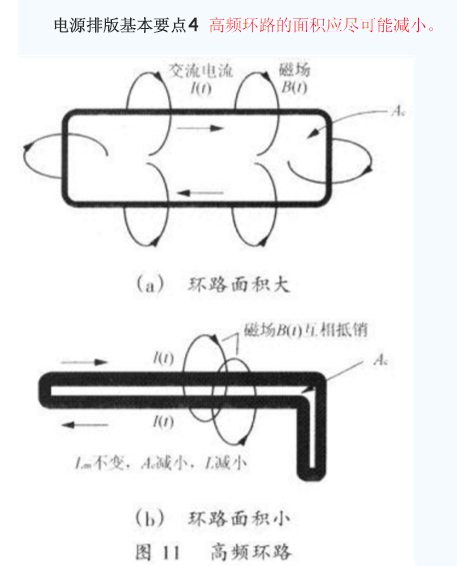 电源排版基本要点4 高频环路的面积应尽可能减小。
交流电流 磁场
I(t) B(t)
Ac
(a) 环路面积大
磁场B(t)互相抵销
I(t) Ac
I(t)
Lm不变，Ac减小，L减小
(b) 环路面积小
图 11 高频环路